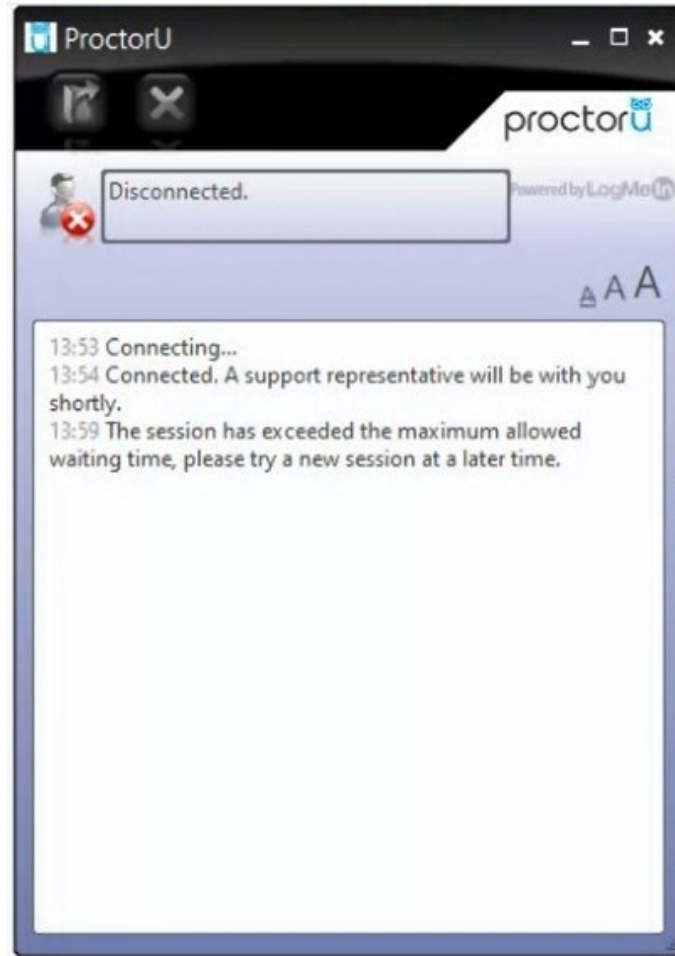 ProctorU
proctorU
Disconnected.
Powered by LogMeIn
A A A
13:53 Connecting...
13:54 Connected. A support representative will be with you
shortly.
13:59 The session has exceeded the maximum allowed
waiting time, please try a new session at a later time.